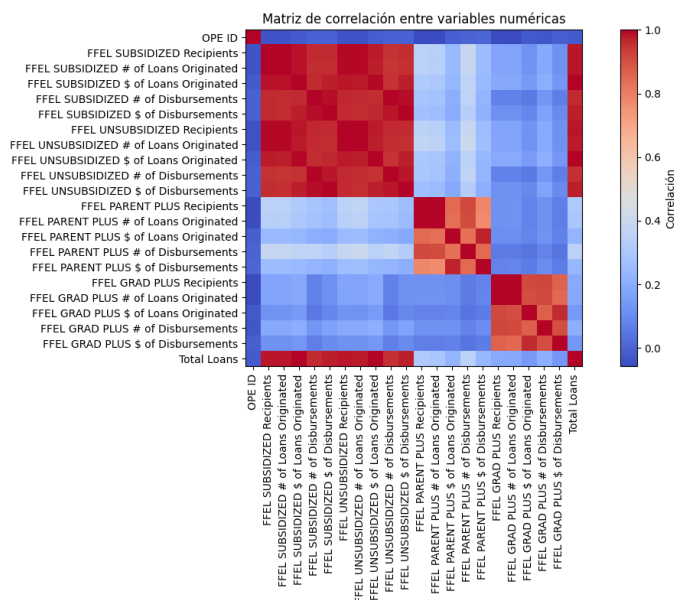 Matriz de correlación entre variables numéricas
OPE ID
FFEL SUBSIDIZED Recipients
FFEL SUBSIDIZED # of Loans Originated
FFEL SUBSIDIZED $ of Loans Originated
FFEL SUBSIDIZED # of Disbursements
FFEL SUBSIDIZED $ of Disbursements
FFEL UNSUBSIDIZED Recipients
FFEL UNSUBSIDIZED # of Loans Originated
FFEL UNSUBSIDIZED $ of Loans Originated
FFEL UNSUBSIDIZED # of Disbursements
FFEL UNSUBSIDIZED $ of Disbursements
FFEL PARENT PLUS Recipients
FFEL PARENT PLUS # of Loans Originated
FFEL PARENT PLUS $ of Loans Originated
FFEL PARENT PLUS # of Disbursements
FFEL PARENT PLUS $ of Disbursements
FFEL GRAD PLUS Recipients
FFEL GRAD PLUS # of Loans Originated
FFEL GRAD PLUS $ of Loans Originated
FFEL GRAD PLUS # of Disbursements
FFEL GRAD PLUS $ of Disbursements
Total Loans
OPE ID
FFEL SUBSIDIZED Recipients
FFEL SUBSIDIZED # of Loans Originated
FFEL SUBSIDIZED $ of Loans Originated
FFEL SUBSIDIZED # of Disbursements
FFEL SUBSIDIZED $ of Disbursements
FFEL UNSUBSIDIZED Recipients
FFEL UNSUBSIDIZED # of Loans Originated
FFEL UNSUBSIDIZED $ of Loans Originated
FFEL UNSUBSIDIZED # of Disbursements
FFEL UNSUBSIDIZED $ of Disbursements
FFEL PARENT PLUS Recipients
FFEL PARENT PLUS # of Loans Originated
FFEL PARENT PLUS $ of Loans Originated
FFEL PARENT PLUS # of Disbursements
FFEL PARENT PLUS $ of Disbursements
FFEL GRAD PLUS Recipients
FFEL GRAD PLUS # of Loans Originated
FFEL GRAD PLUS $ of Loans Originated
FFEL GRAD PLUS # of Disbursements
FFEL GRAD PLUS $ of Disbursements
Total Loans
1.0
0.8
0.6
0.4
0.2
0.0
Correlación